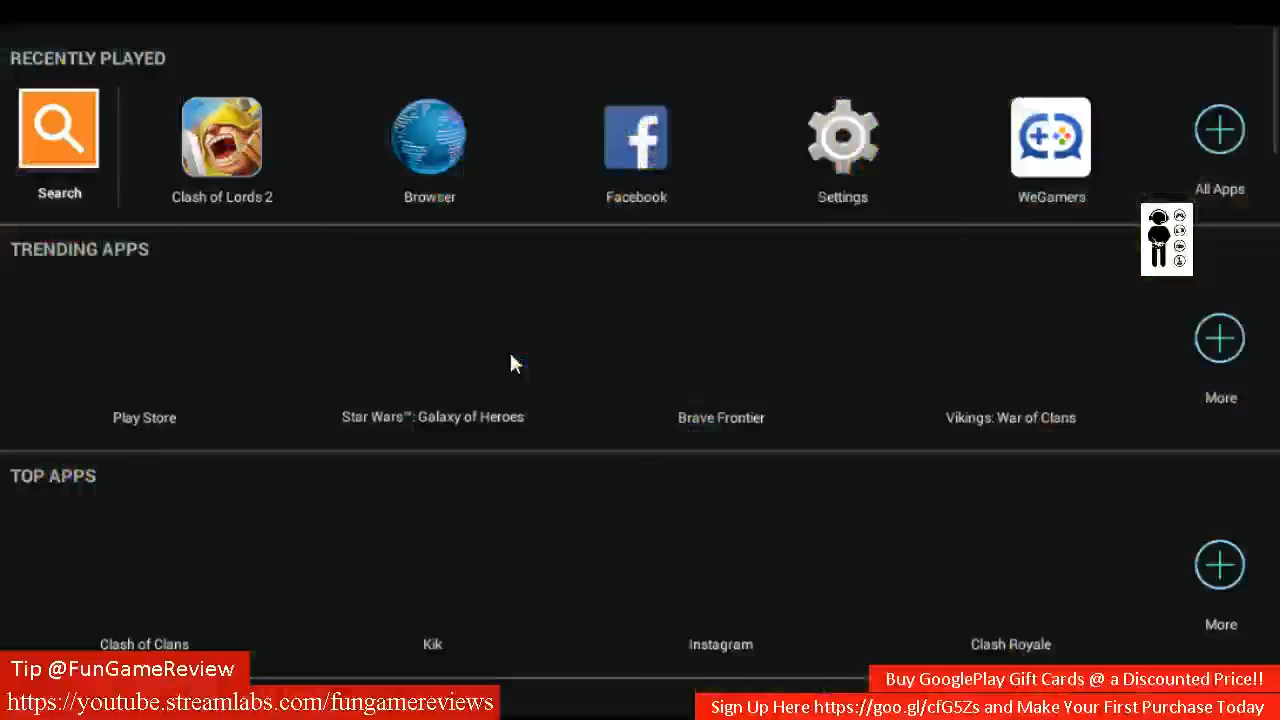 RECENTLY PLAYED
Search
Clash of Lords 2
Browser
Facebook
Settings
WeGamers
All Apps
TRENDING APPS
Play Store
Star Wars™: Galaxy of Heroes
Brave Frontier
Vikings: War of Clans
More
TOP APPS
Clash of Clans
Kik
Instagram
Clash Royale
More
Tip @FunGameReview
https://youtube.streamlabs.com/fungamereviews
Buy GooglePlay Gift Cards @ a Discounted Price!!
Sign Up Here https://goo.gl/cfG5Zs and Make Your First Purchase Today